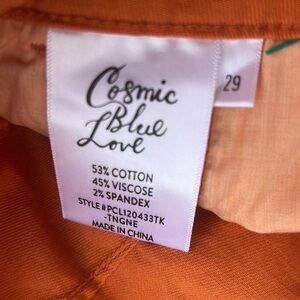 Cosmic
Blue
Love
29
53% COTTON
45% VISCOSE
2% SPANDEX
STYLE#PCL120433TK
-TNGNE
MADE IN CHINA